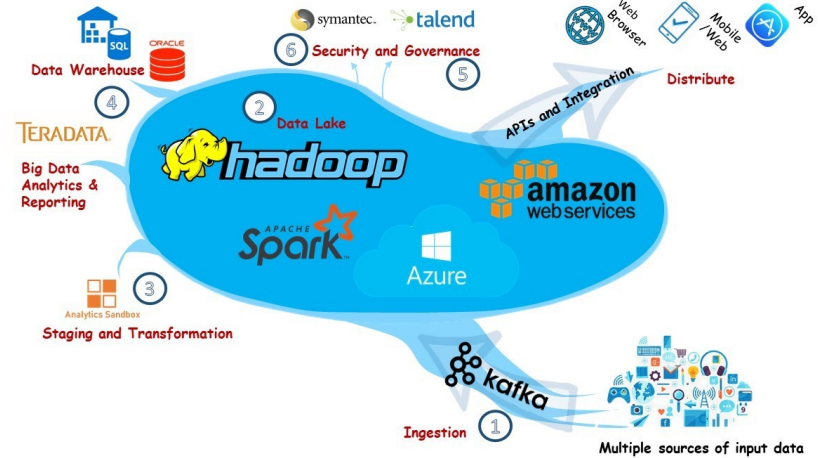 symantec.
talend
Web
Browser
Mobile
/Web
App
SQL
ORACLE
Data Warehouse
6
Security and Governance
5
Distribute
APIs and Integration
4
2
Data Lake
TERADATA.
hadoop
Big Data
Analytics &
Reporting
amazon
webservices
APACHE
Spark
Azure
3
Analytics Sandbox
Staging and Transformation
kafka
Ingestion
1
Multiple sources of input data